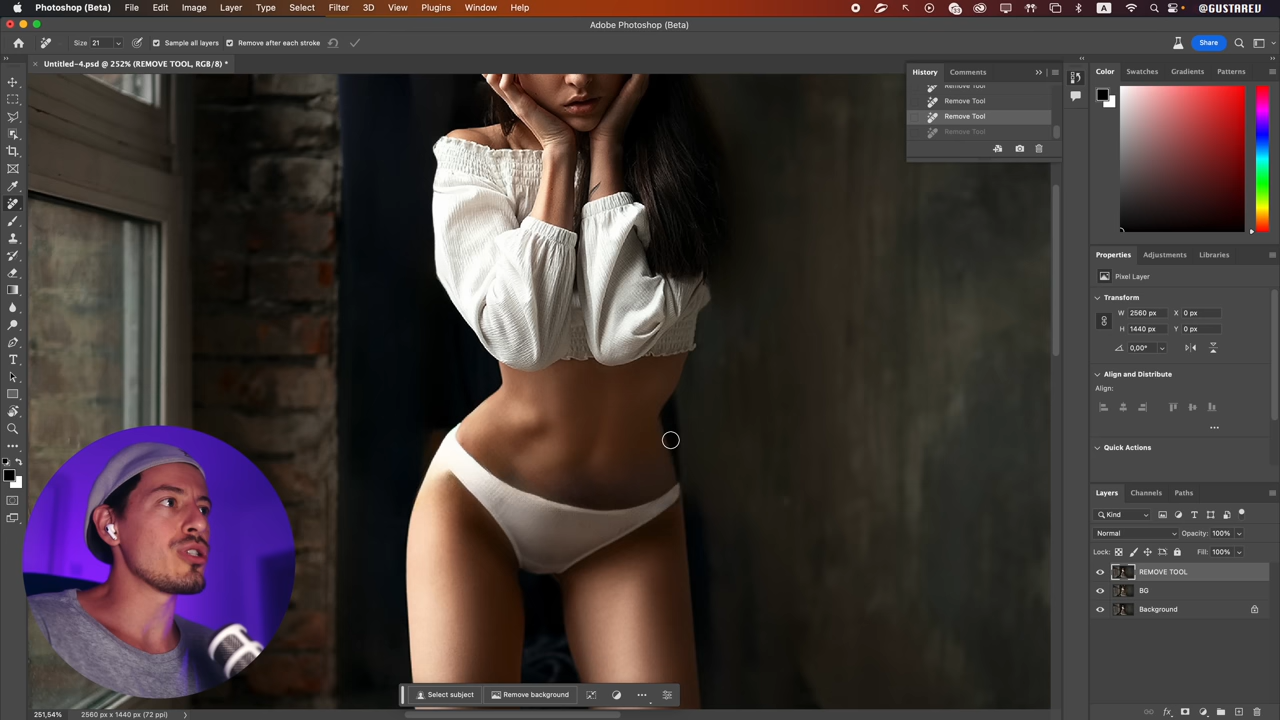 Photoshop (Beta) File Edit Image Layer Type Select Filter 3D View Plugins Window Help A @GUSTAREV
Adobe Photoshop (Beta)
Size 21 Sample all layers Remove after each stroke Share
Untitled-4.psd @ 252% (REMOVE TOOL, RGB/8) *
History Comments
Remove Tool
Remove Tool
Remove Tool
Remove Tool
Color Swatches Gradients Patterns
Properties Adjustments Libraries
Pixel Layer
Transform
W 2560 px X 0 px
H 1440 px Y 0 px
0,00°
Align and Distribute
Align:
Quick Actions
Layers Channels Paths
Kind
Normal Opacity: 100%
Lock: Fill: 100%
REMOVE TOOL
BG
Background
Select subject Remove background
251,54% 2560 px x 1440 px (72 ppi)